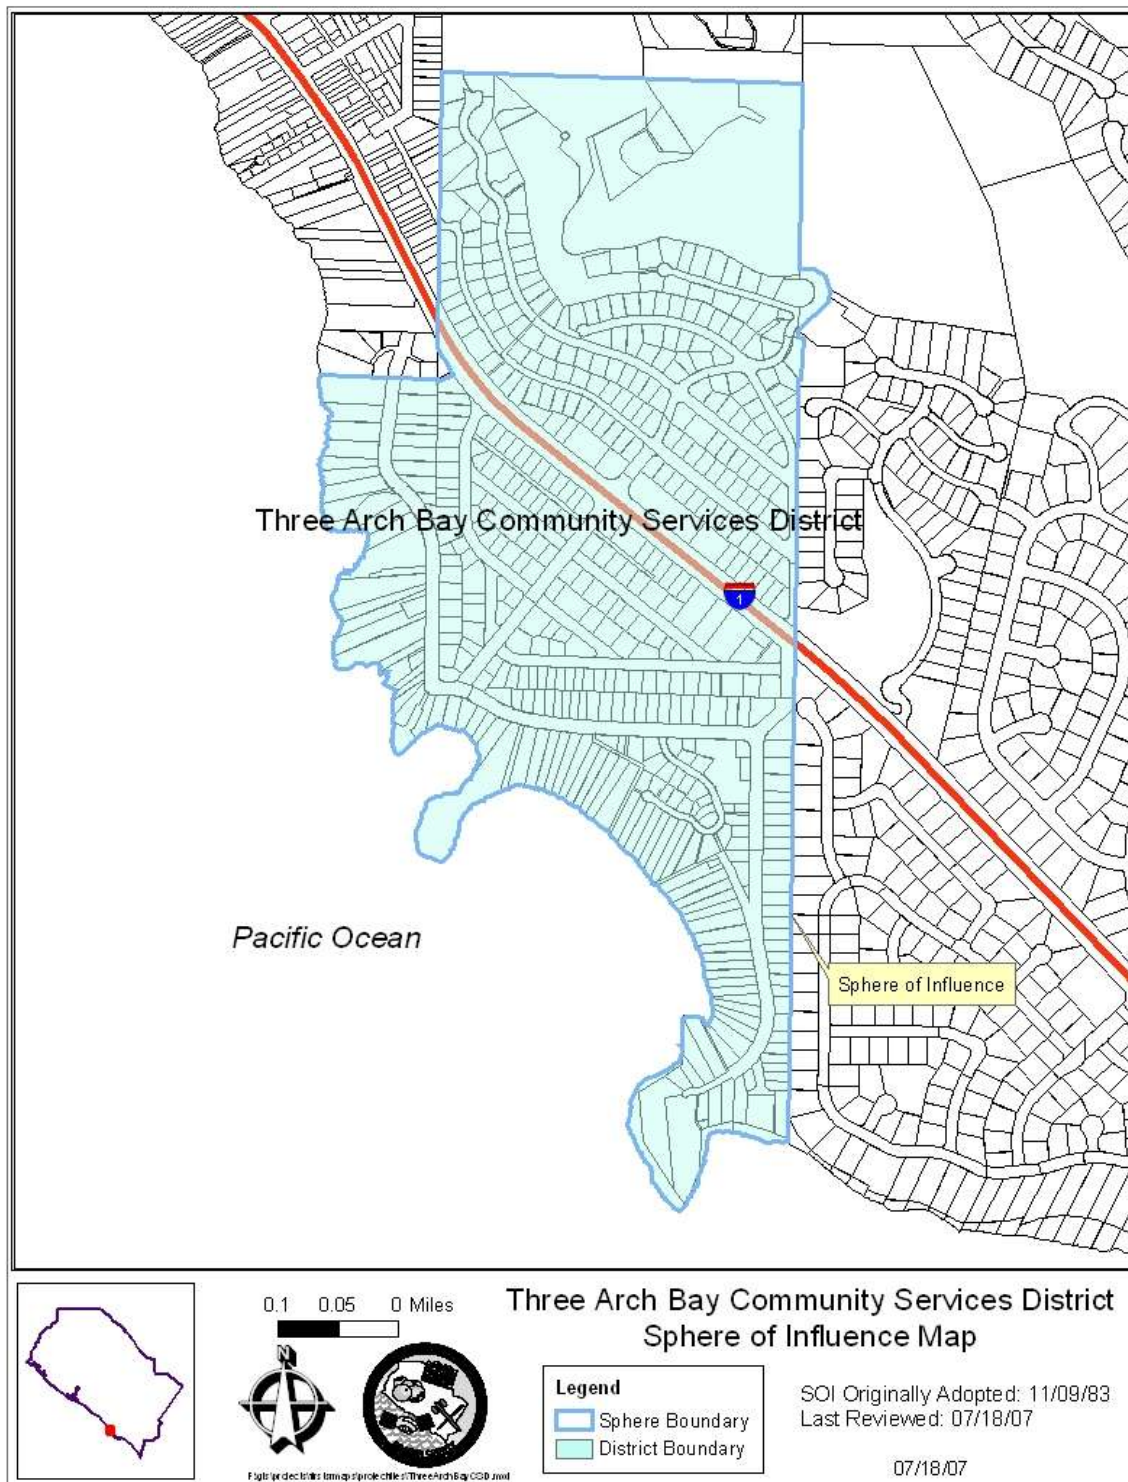 Three Arch Bay Community Services District
1
Pacific Ocean
Sphere of Influence
0.1 0.05 0 Miles
N
Three Arch Bay Community Services District
Sphere of Influence Map
Legend
Sphere Boundary
District Boundary
SOI Originally Adopted: 11/09/83
Last Reviewed: 07/18/07
07/18/07